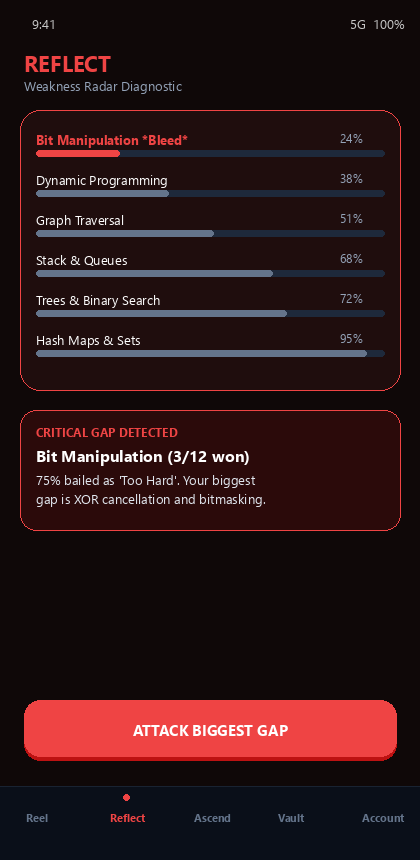 9:41 5G 100%
REFLECT
Weakness Radar Diagnostic
Bit Manipulation *Bleed* 24%
Dynamic Programming 38%
Graph Traversal 51%
Stack & Queues 68%
Trees & Binary Search 72%
Hash Maps & Sets 95%
CRITICAL GAP DETECTED
Bit Manipulation (3/12 won)
75% bailed as 'Too Hard'. Your biggest
gap is XOR cancellation and bitmasking.
ATTACK BIGGEST GAP
Reel Reflect Ascend Vault Account